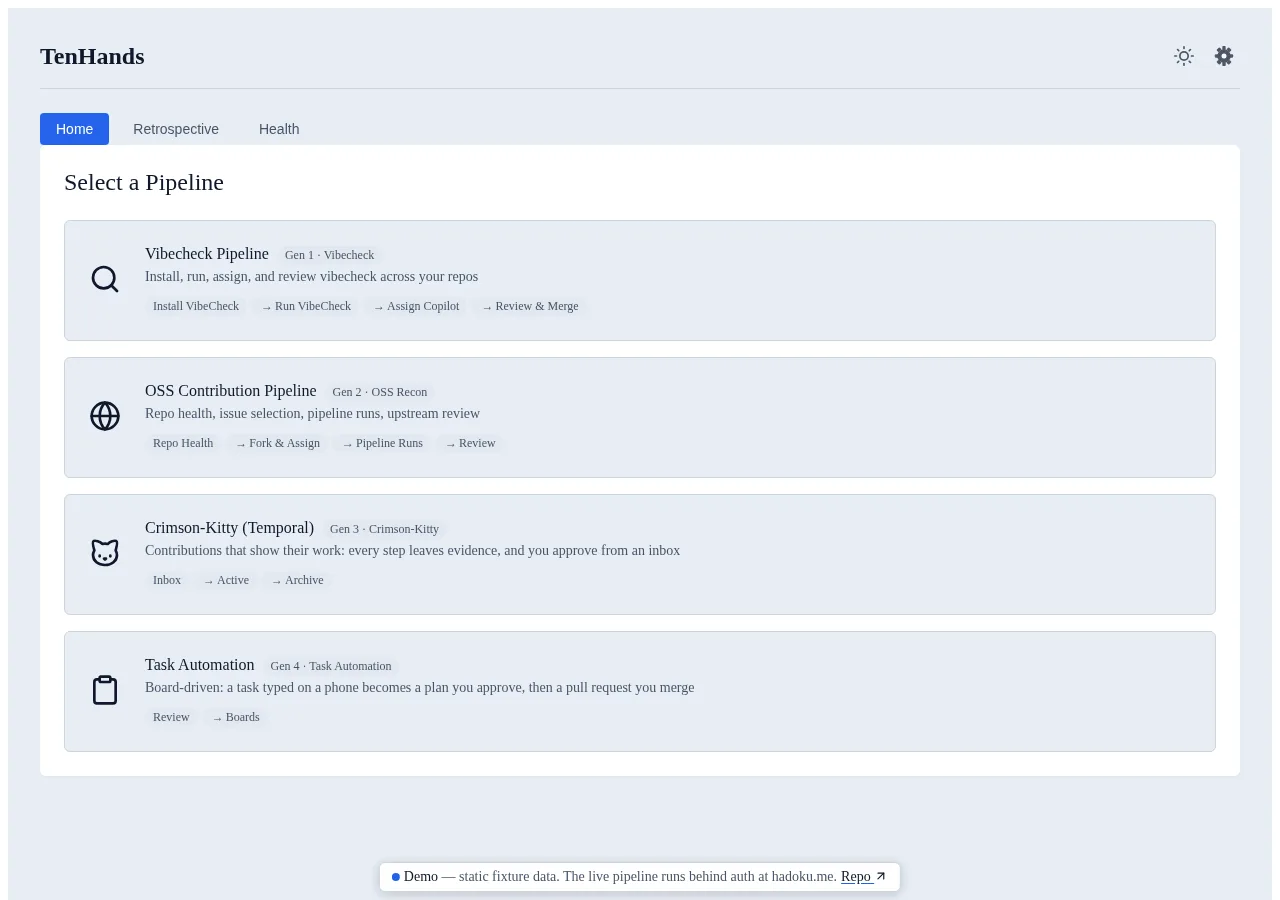 TenHands
Home Retrospective Health
Select a Pipeline
Vibecheck Pipeline Gen 1 · Vibecheck
Install, run, assign, and review vibecheck across your repos
Install VibeCheck → Run VibeCheck → Assign Copilot → Review & Merge
OSS Contribution Pipeline Gen 2 · OSS Recon
Repo health, issue selection, pipeline runs, upstream review
Repo Health → Fork & Assign → Pipeline Runs → Review
Crimson-Kitty (Temporal) Gen 3 · Crimson-Kitty
Contributions that show their work: every step leaves evidence, and you approve from an inbox
Inbox → Active → Archive
Task Automation Gen 4 · Task Automation
Board-driven: a task typed on a phone becomes a plan you approve, then a pull request you merge
Review → Boards
Demo — static fixture data. The live pipeline runs behind auth at hadoku.me. Repo